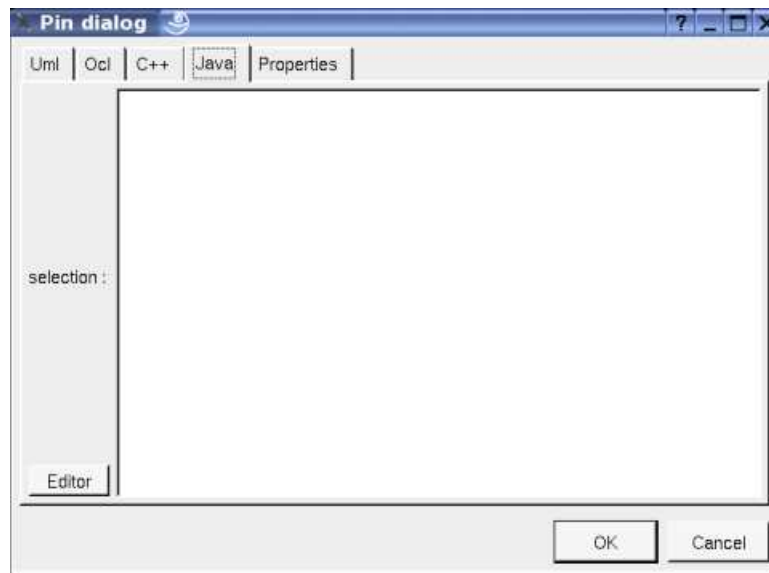 Pin dialog ?
Uml Ocl C++ Java Properties
selection :
Editor
OK Cancel